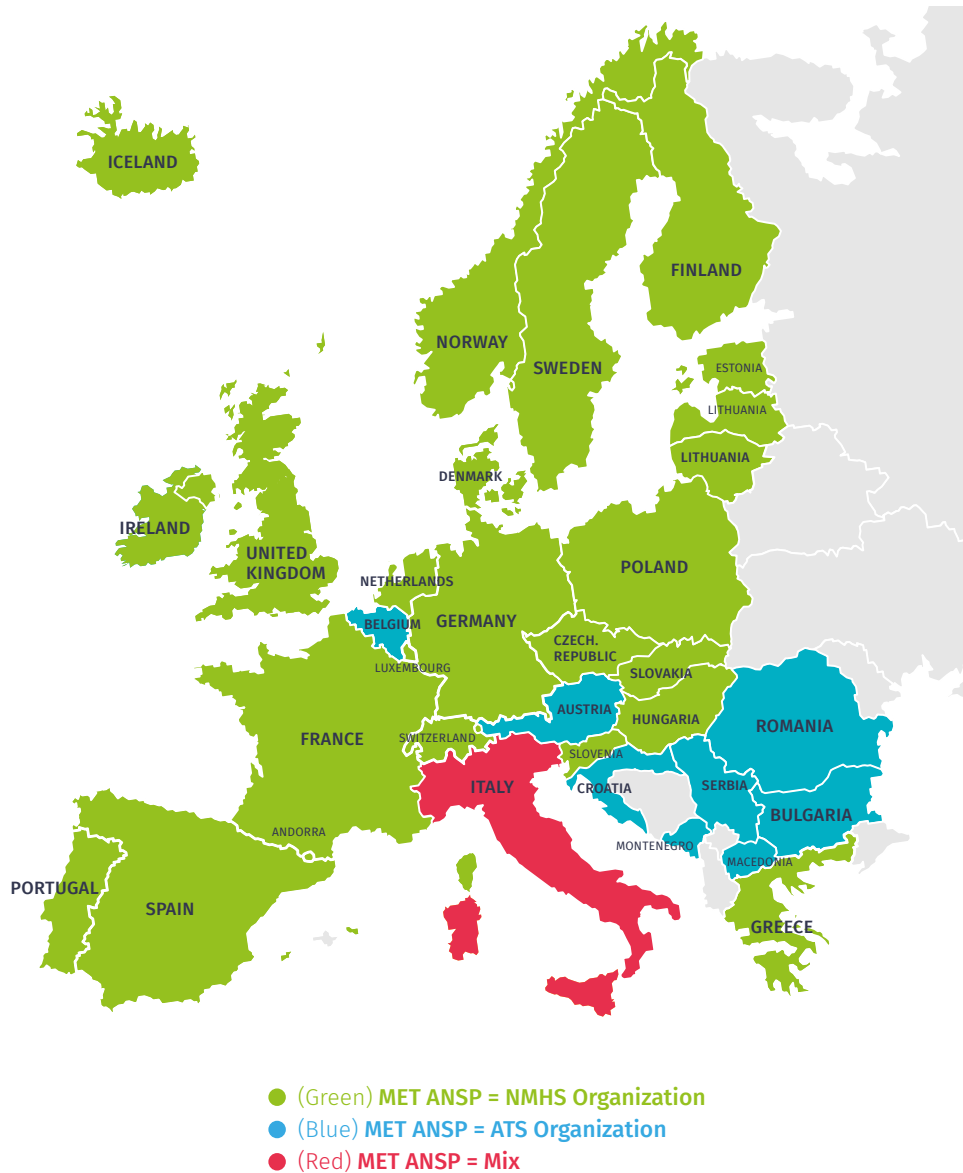 ICELAND
FINLAND
NORWAY
SWEDEN
ESTONIA
LITHUANIA
LITHUANIA
DENMARK
IRELAND
UNITED
KINGDOM
NETHERLANDS
POLAND
BELGIUM
GERMANY
CZECH.
REPUBLIC
LUXEMBOURG
SLOVAKIA
AUSTRIA
HUNGARIA
ROMANIA
FRANCE
SWITZERLAND
SLOVENIA
ITALY
CROATIA
SERBIA
BULGARIA
ANDORRA
MONTENEGRO
MACEDONIA
PORTUGAL
SPAIN
GREECE
(Green) MET ANSP = NMHS Organization
(Blue) MET ANSP = ATS Organization
(Red) MET ANSP = Mix